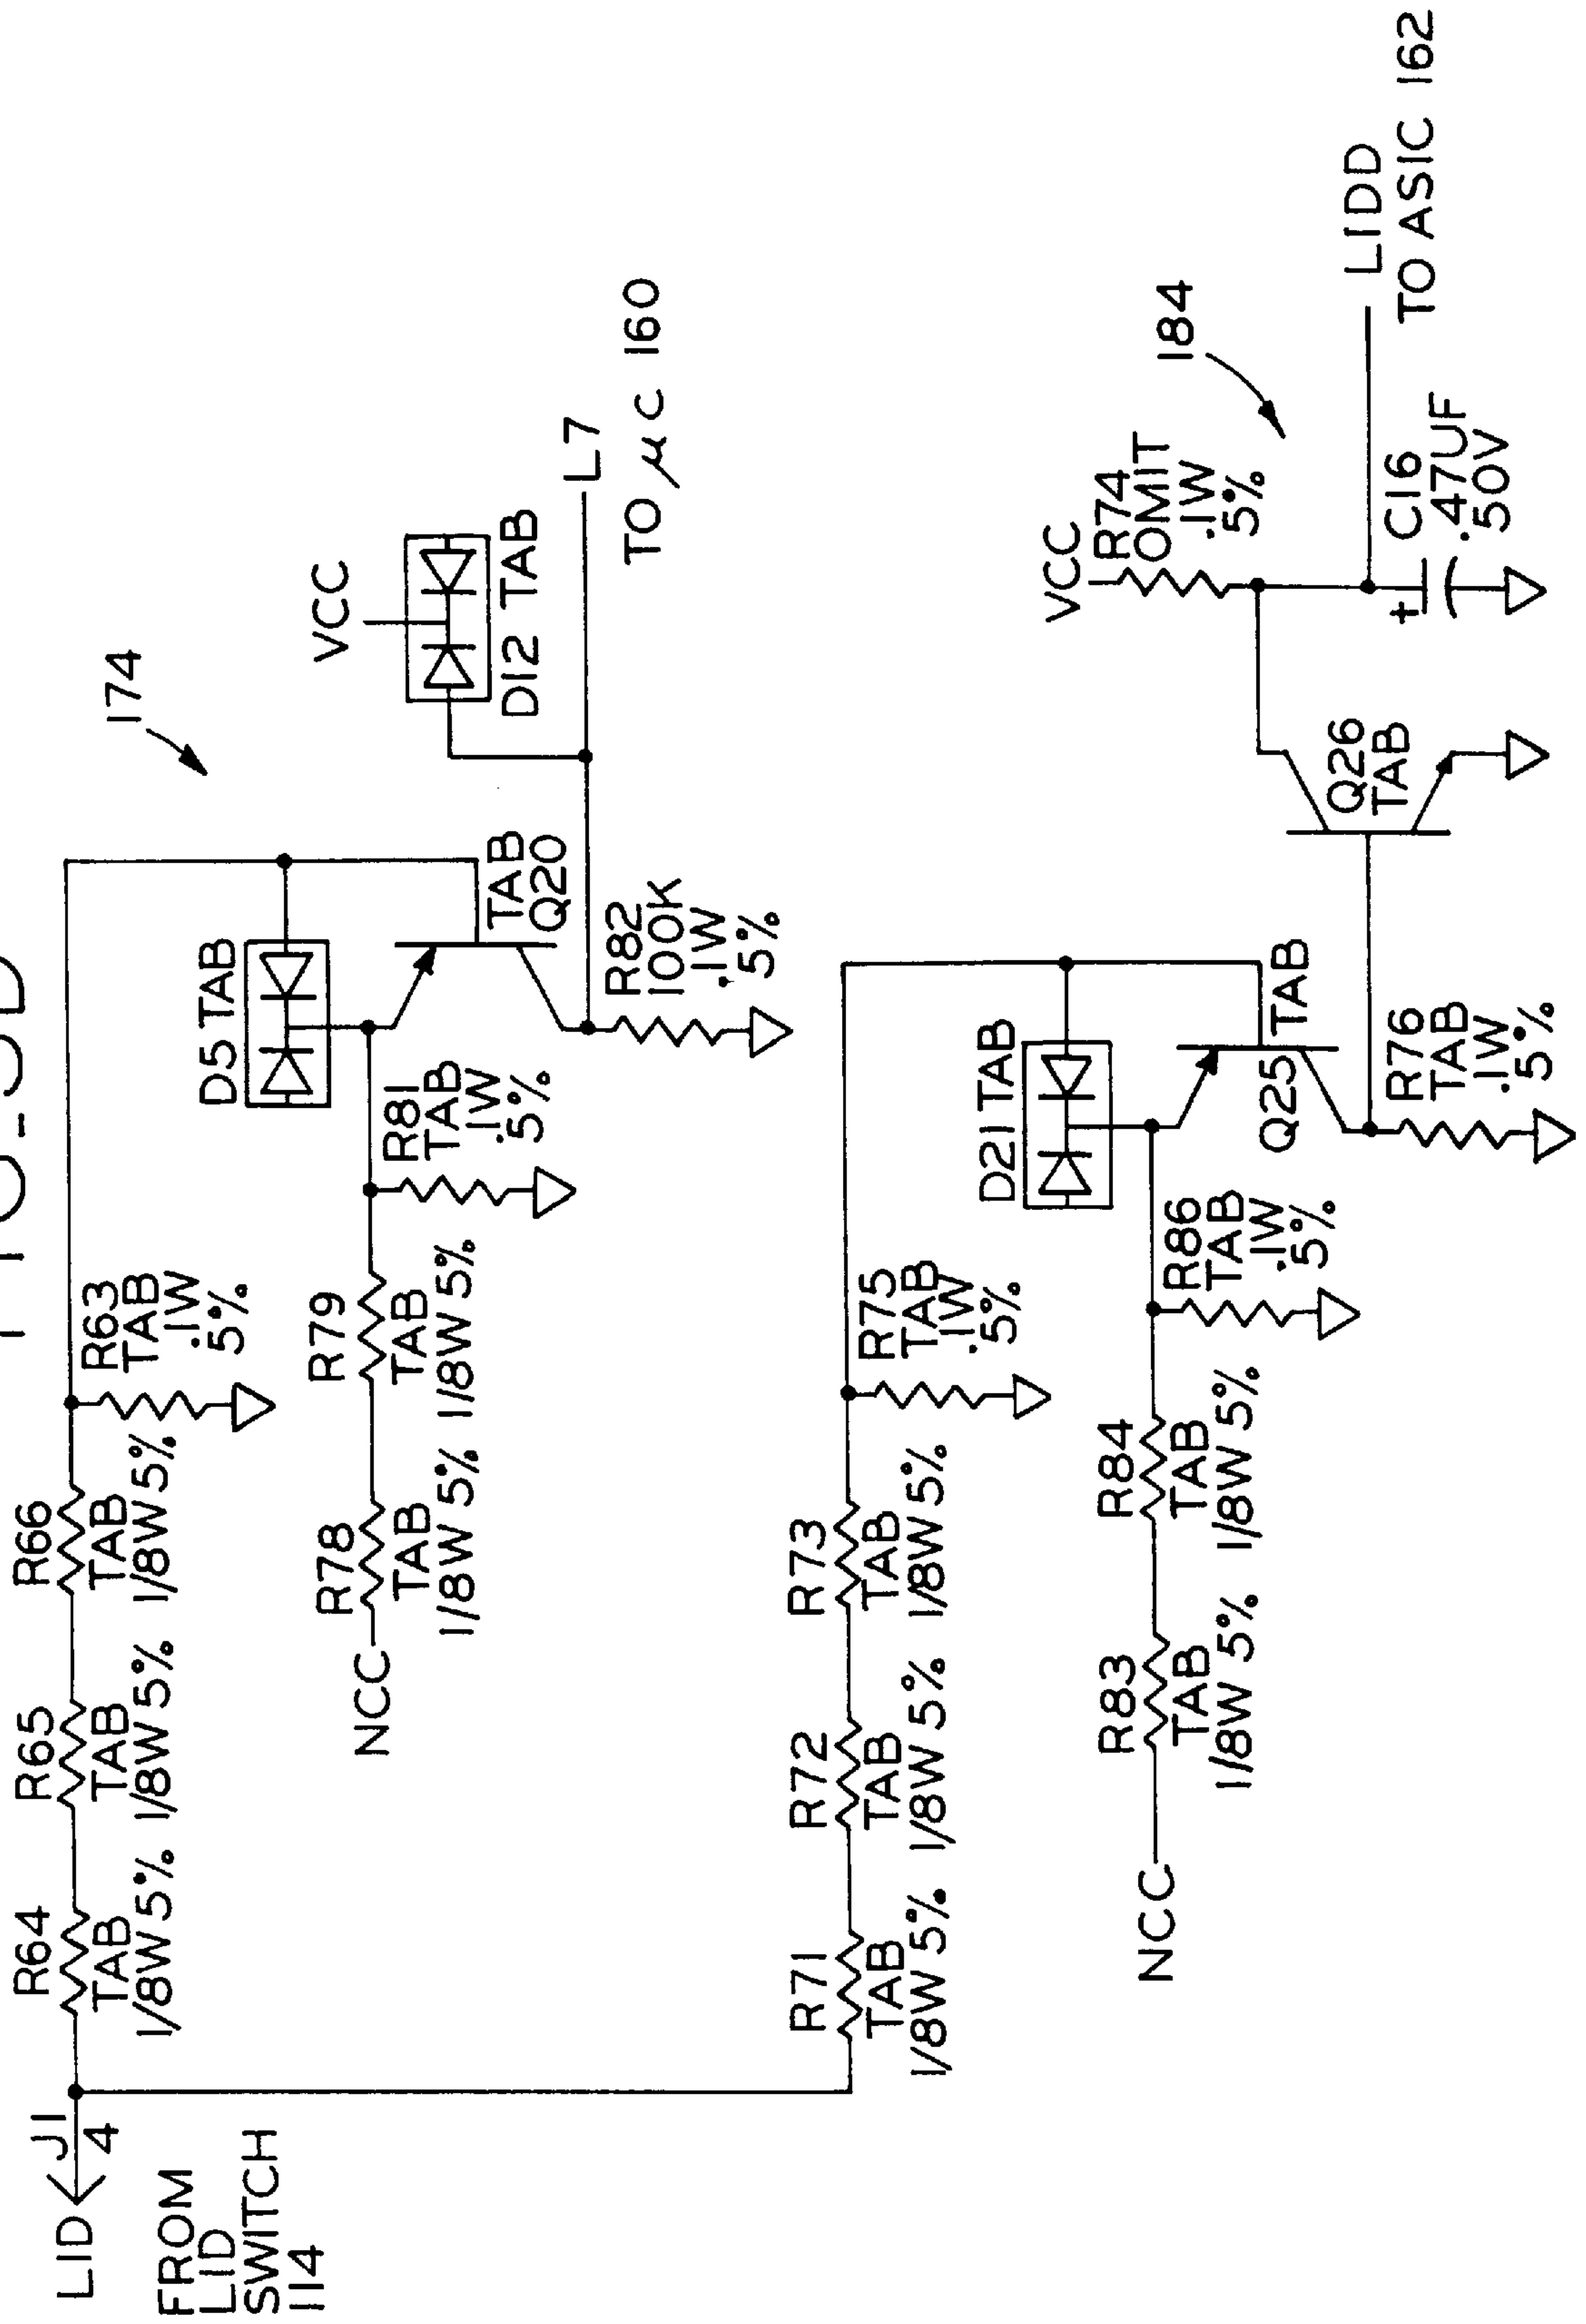 LID
J1
4
FROM
LID
SWITCH
114
R64
TAB
1/8W 5%
R65
TAB
1/8W 5%
R66
TAB
1/8W 5%
R63
TAB
.1W
5%
NCC
R78
TAB
1/8W 5%
R79
TAB
1/8W 5%
R81
TAB
.1W
5%
D5 TAB
TAB
Q20
R82
100K
.1W
5%
174
VCC
D12 TAB
L7
TO μC 160
R71
TAB
1/8W 5%
R72
TAB
1/8W 5%
R73
TAB
1/8W 5%
R75
TAB
.1W
5%
NCC
R83
TAB
1/8W 5%
R84
TAB
1/8W 5%
R86
TAB
.1W
5%
D21 TAB
Q25
TAB
R76
TAB
.1W
5%
Q26
TAB
VCC
R74
OMIT
.1W
5%
184
C16
.47UF
50V
+
LIDD
TO ASIC 162